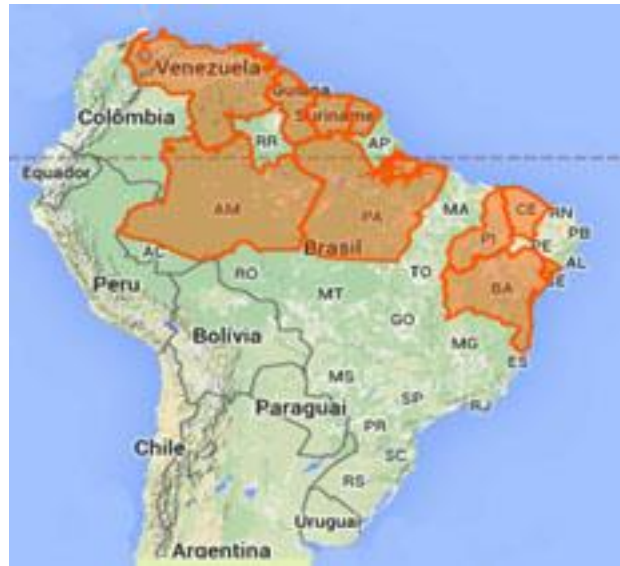 Venezuela
Guiana
Suriname
Colômbia
RR
AP
Equador
AM
PA
MA
CE
RN
PB
PI
PE
AL
SE
Brasil
AC
TO
BA
Peru
RO
MT
GO
Bolívia
MG
ES
MS
SP
RJ
Paraguai
PR
Chile
SC
RS
Uruguai
Argentina